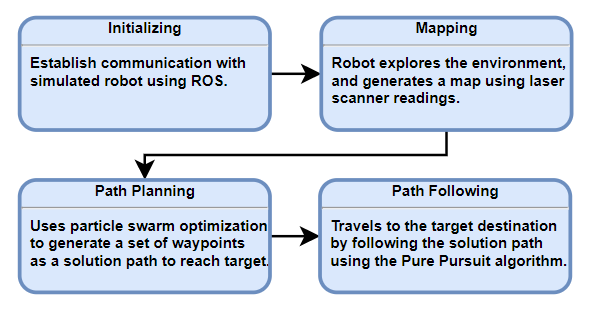 Initializing
Establish communication with
simulated robot using ROS.
Mapping
Robot explores the environment,
and generates a map using laser
scanner readings.
Path Planning
Uses particle swarm optimization
to generate a set of waypoints
as a solution path to reach target.
Path Following
Travels to the target destination
by following the solution path
using the Pure Pursuit algorithm.